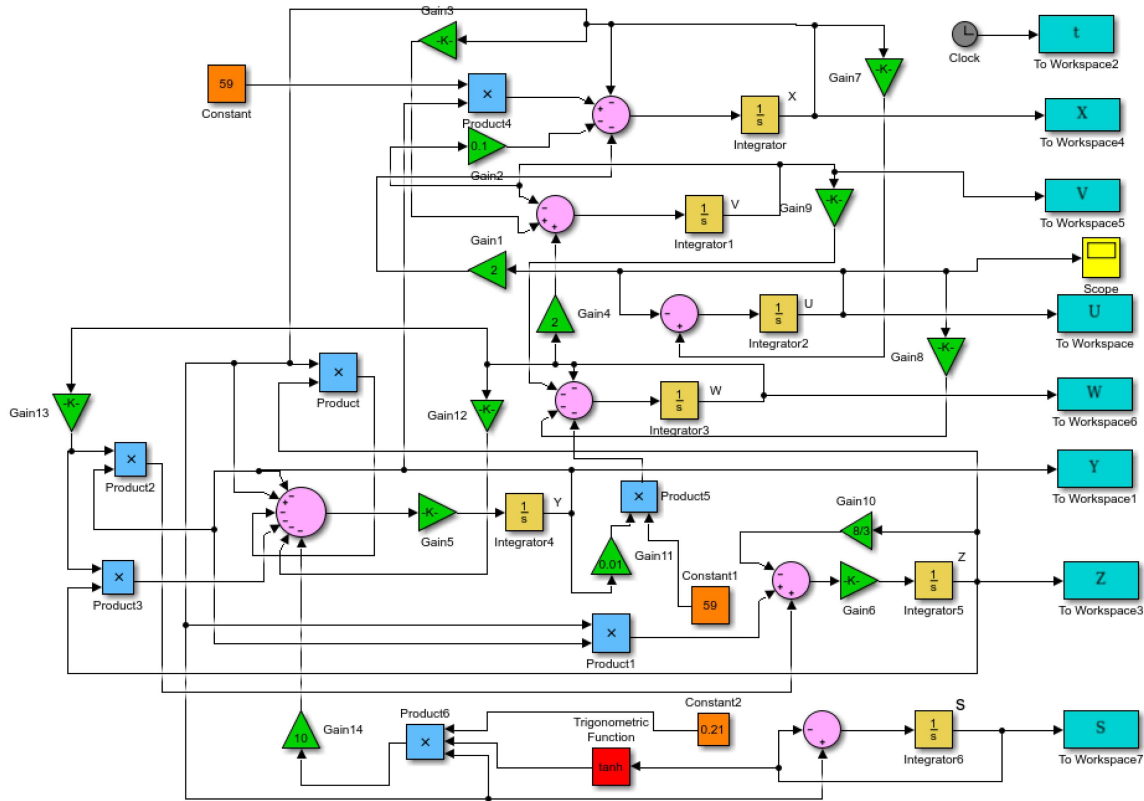 Gain3
-K-
t
Clock
To Workspace2
Gain7
-K-
59
Constant
×
Product4
+
-
-
-
X
1
s
Integrator
X
To Workspace4
0.1
Gain2
-
+
+
V
1
s
Integrator1
-K-
Gain9
V
To Workspace5
Gain1
2
Scope
2
Gain4
-
+
U
1
s
Integrator2
U
To Workspace
Gain8
-K-
×
Product
Gain13
-K-
Gain12
-K-
-
-
-
-
W
1
s
Integrator3
W
To Workspace6
×
Product2
Y
To Workspace1
-K-
Gain5
Y
1
s
Integrator4
×
Product5
0.01
Gain11
Gain10
8/3
Constant1
59
×
Product3
-
+
+
-K-
Gain6
Z
1
s
Integrator5
Z
To Workspace3
×
Product1
10
Gain14
Product6
×
Trigonometric
Function
tanh
Constant2
0.21
-
+
S
1
s
Integrator6
S
To Workspace7